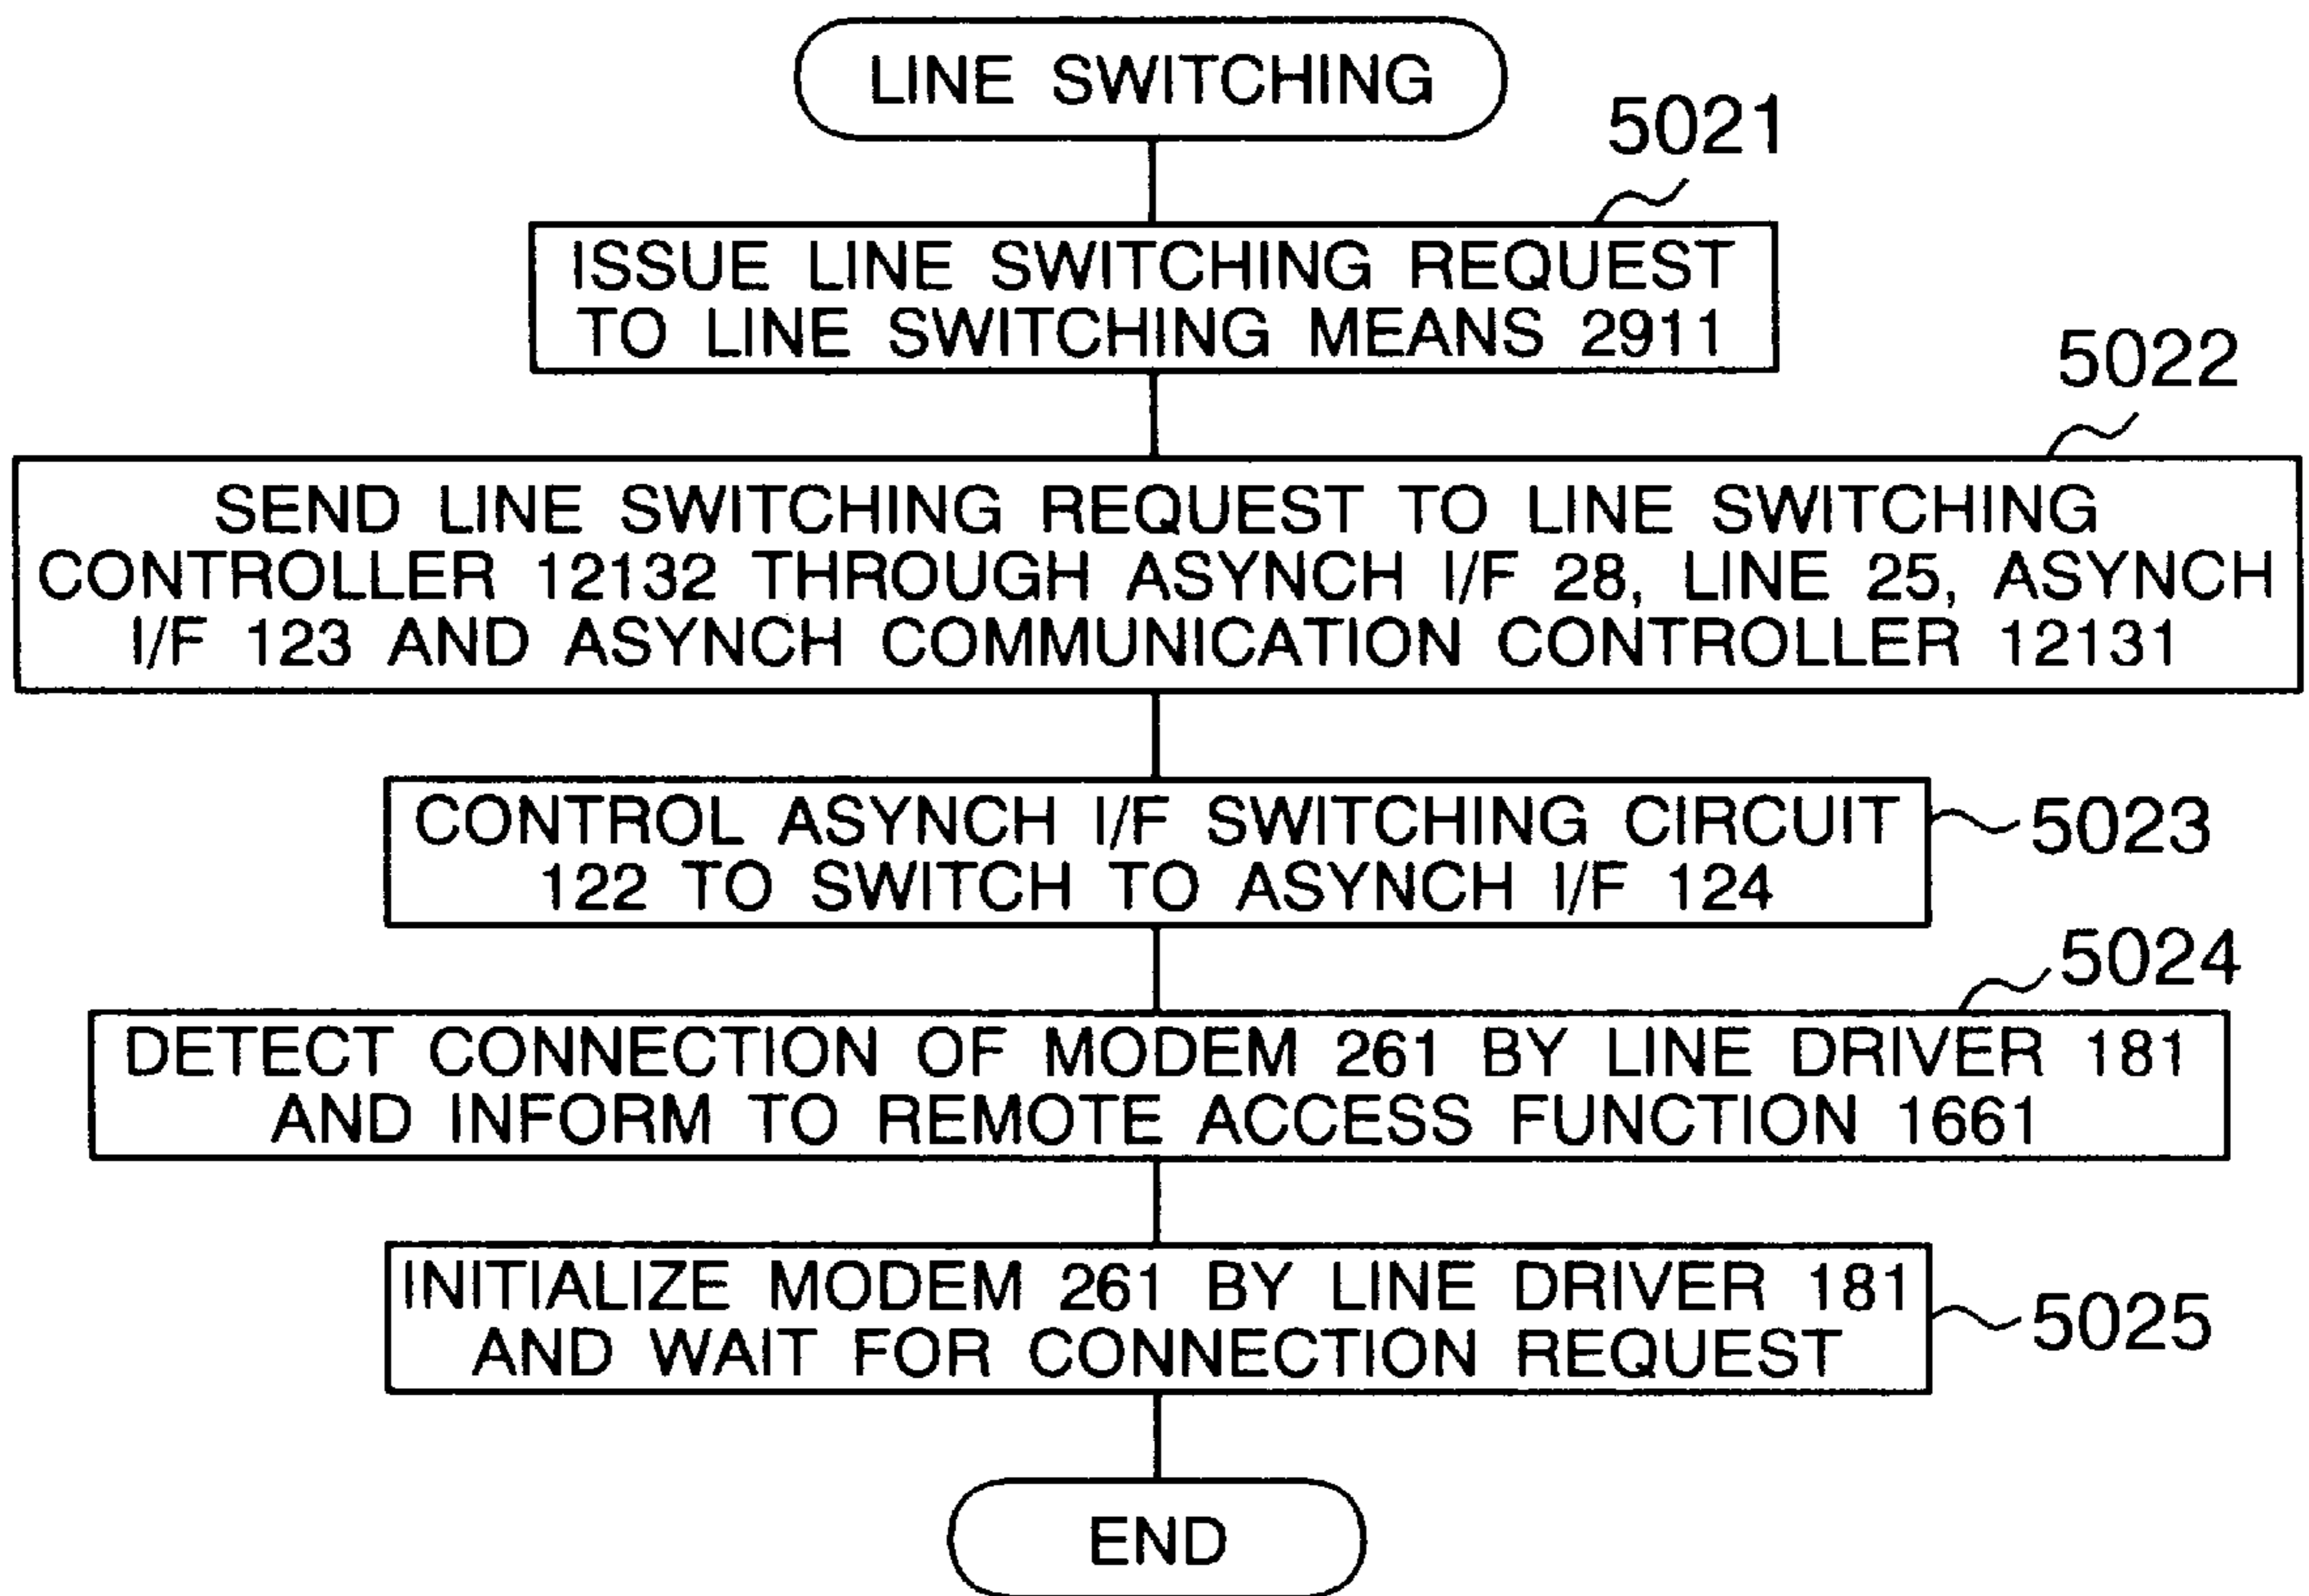 LINE SWITCHING
5021
ISSUE LINE SWITCHING REQUEST
TO LINE SWITCHING MEANS 2911
5022
SEND LINE SWITCHING REQUEST TO LINE SWITCHING
CONTROLLER 12132 THROUGH ASYNCH I/F 28, LINE 25, ASYNCH
I/F 123 AND ASYNCH COMMUNICATION CONTROLLER 12131
CONTROL ASYNCH I/F SWITCHING CIRCUIT
122 TO SWITCH TO ASYNCH I/F 124
5023
5024
DETECT CONNECTION OF MODEM 261 BY LINE DRIVER 181
AND INFORM TO REMOTE ACCESS FUNCTION 1661
INITIALIZE MODEM 261 BY LINE DRIVER 181
AND WAIT FOR CONNECTION REQUEST
5025
END